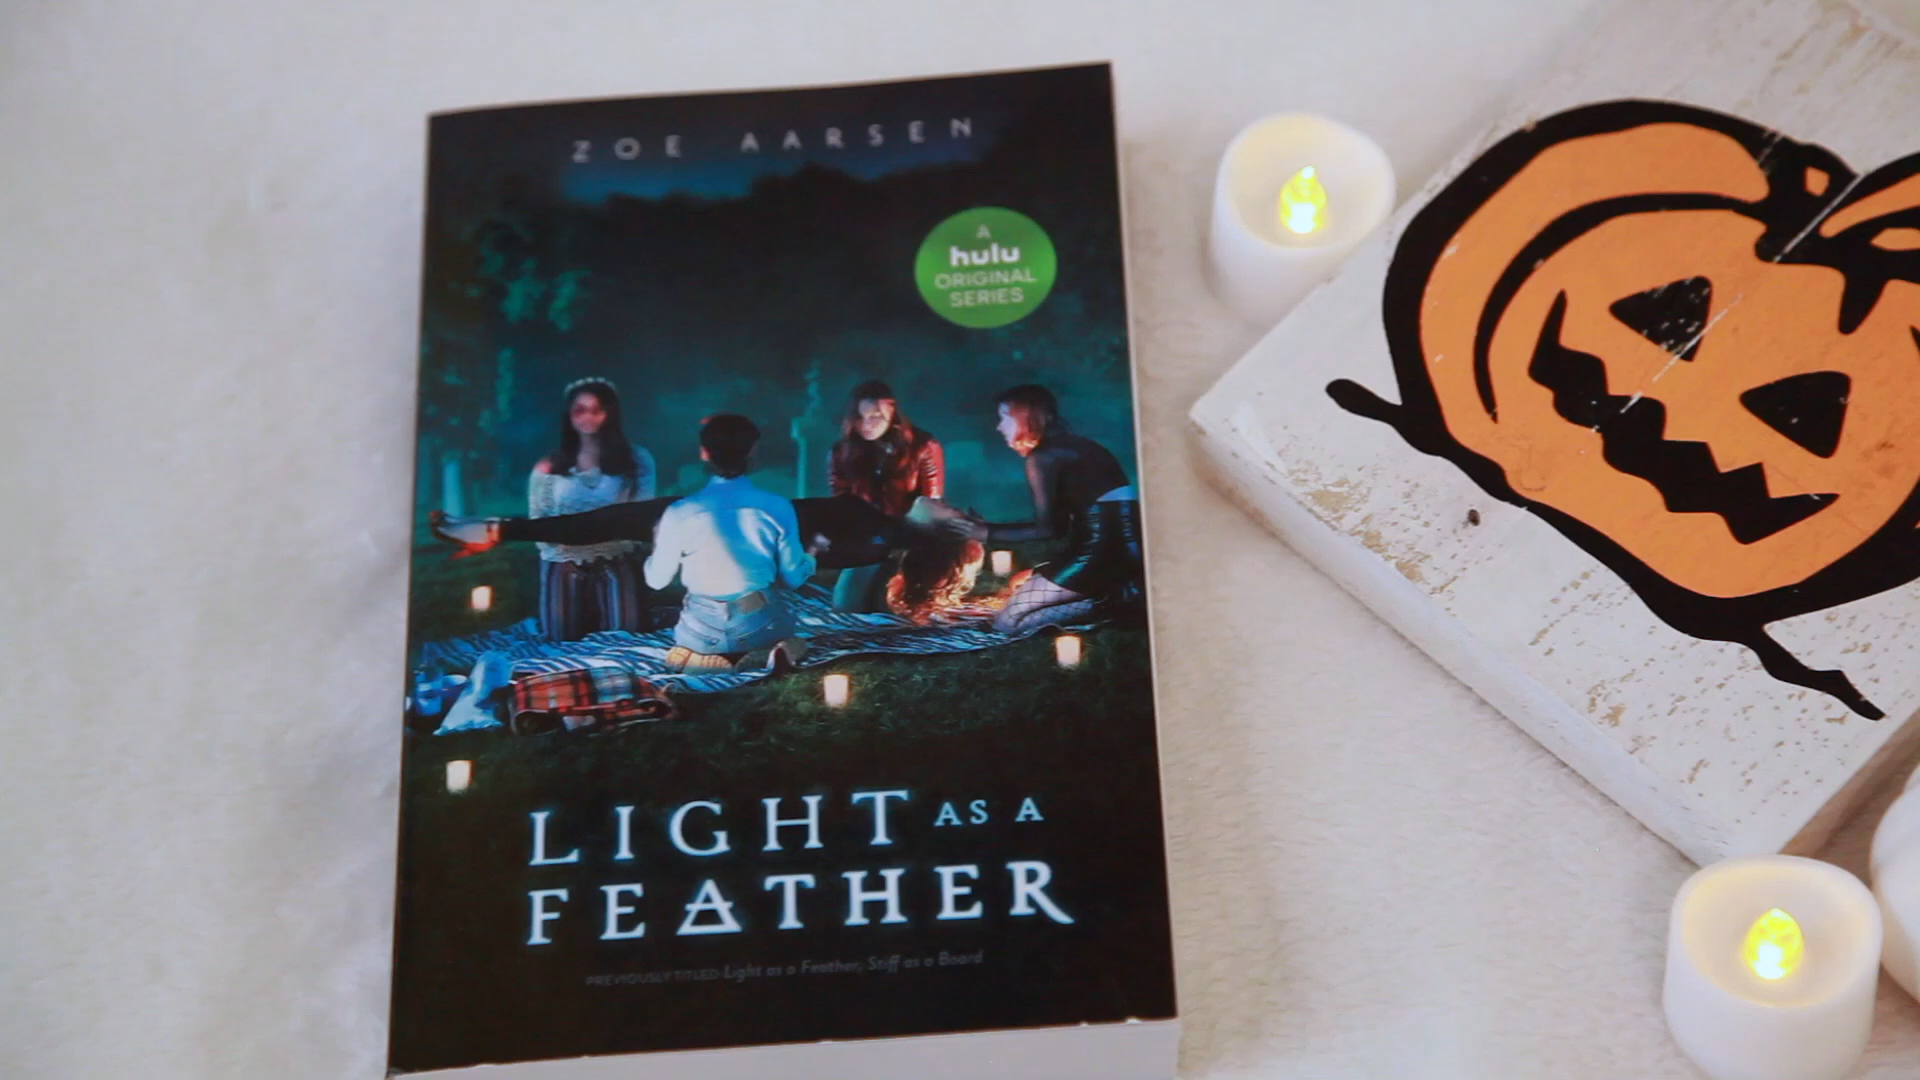 ZOE AARSEN
A
hulu
ORIGINAL
SERIES
LIGHT AS A
FEATHER
PREVIOUSLY TITLED Light as a Feather, Stiff as a Board